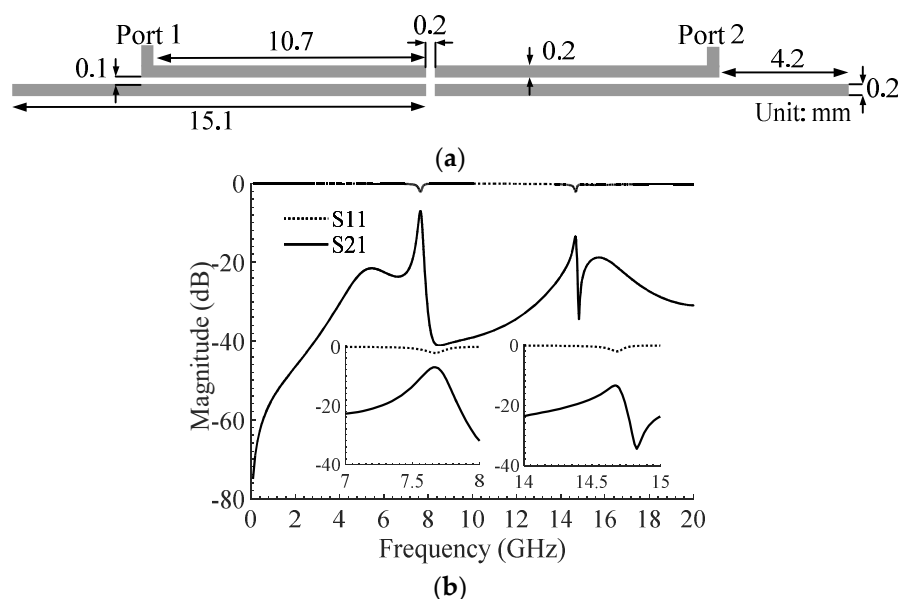 0.2
Port 1
Port 2
10.7
0.2
4.2
0.1
0.2
15.1
Unit: mm
(a)
0
-20
-40
-60
-80
Magnitude (dB)
S11
S21
0
-20
-40
7
7.5
8
0
-20
-40
14
14.5
15
0 2 4 6 8 10 12 14 16 18 20
Frequency (GHz)
(b)